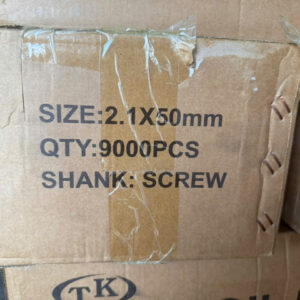 SIZE:2.1X50mm
QTY:9000PCS
SHANK: SCREW
TK